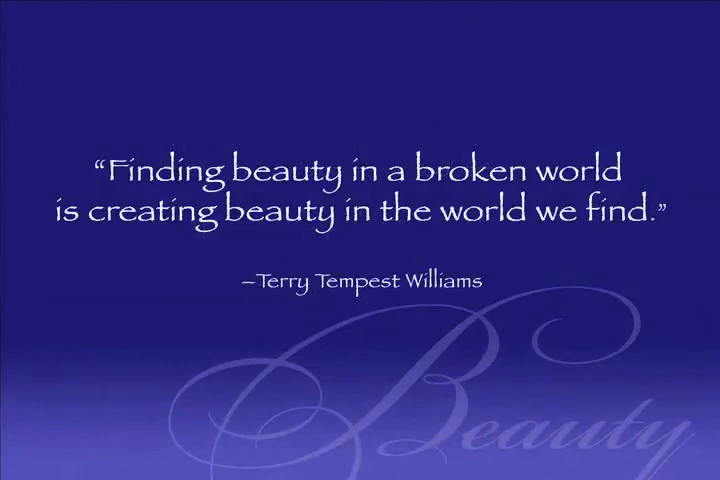 “Finding beauty in a broken world
is creating beauty in the world we find.”
–Terry Tempest Williams
Beauty